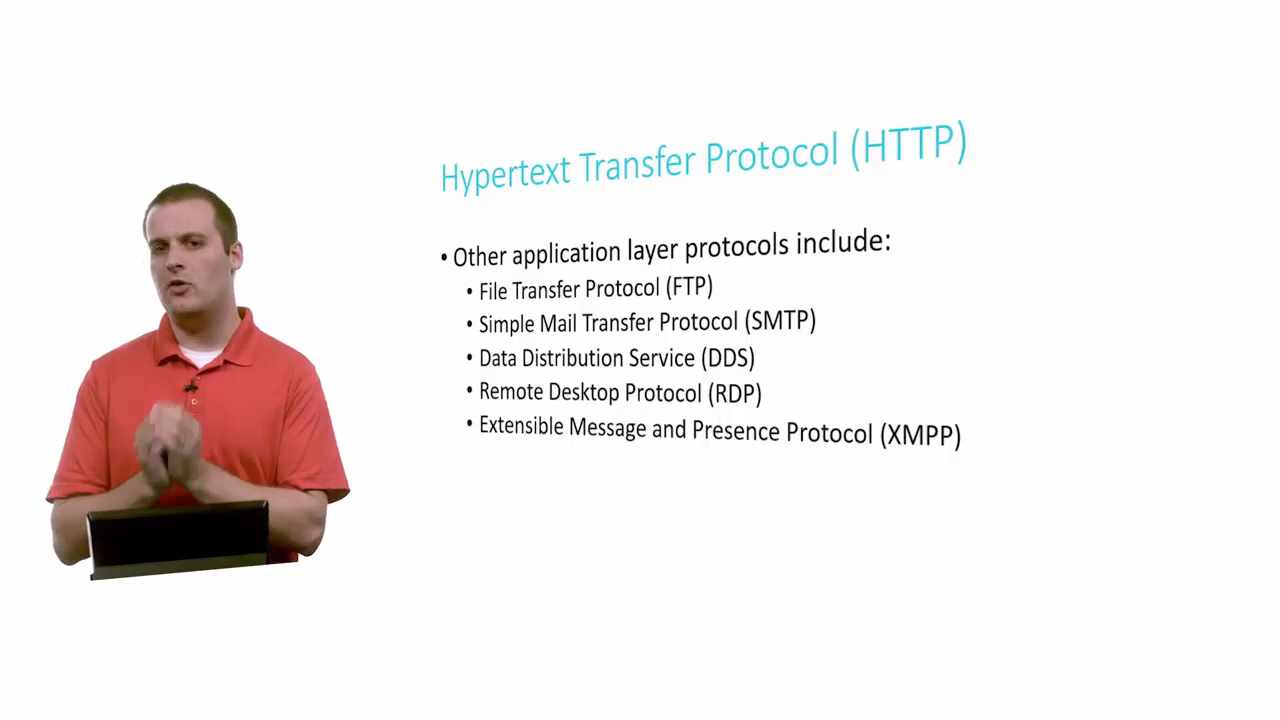 Hypertext Transfer Protocol (HTTP)
• Other application layer protocols include:
• File Transfer Protocol (FTP)
• Simple Mail Transfer Protocol (SMTP)
• Data Distribution Service (DDS)
• Remote Desktop Protocol (RDP)
• Extensible Message and Presence Protocol (XMPP)